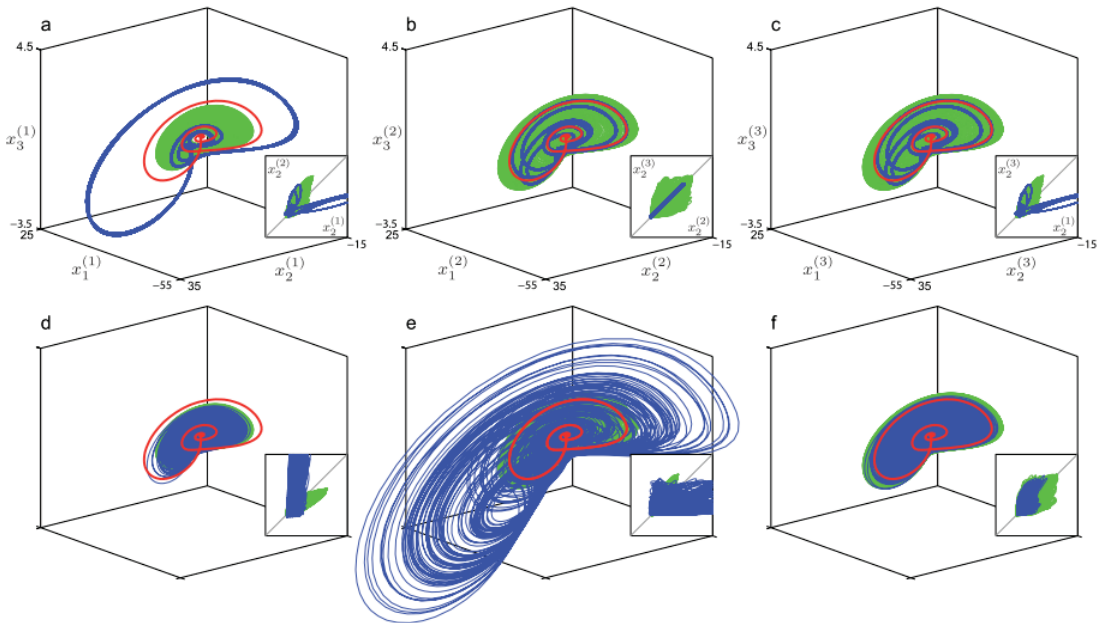 a
4.5
x_3^{(1)}
x_2^{(2)}
x_2^{(1)}
-3.5
25
-15
x_1^{(1)}
x_2^{(1)}
-55 35
b
4.5
x_3^{(2)}
x_2^{(3)}
x_2^{(2)}
-3.5
25
-15
x_1^{(2)}
x_2^{(2)}
-55 35
c
4.5
x_3^{(3)}
x_2^{(3)}
x_2^{(1)}
-3.5
25
-15
x_1^{(3)}
x_2^{(3)}
-55 35
d
e
f